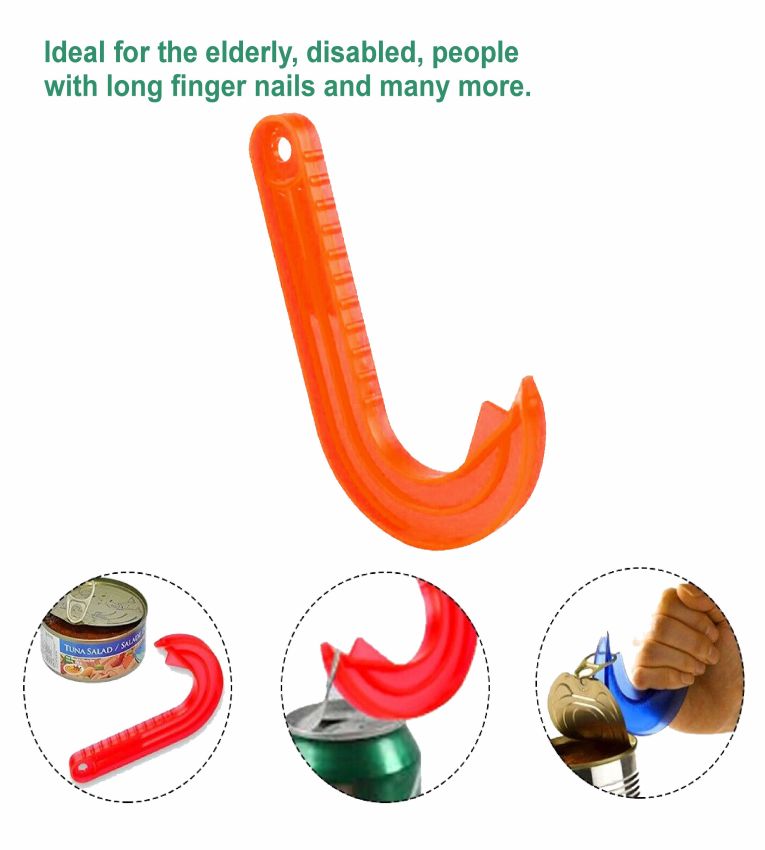 Ideal for the elderly, disabled, people
with long finger nails and many more.
TUNA SALAD / SALADE